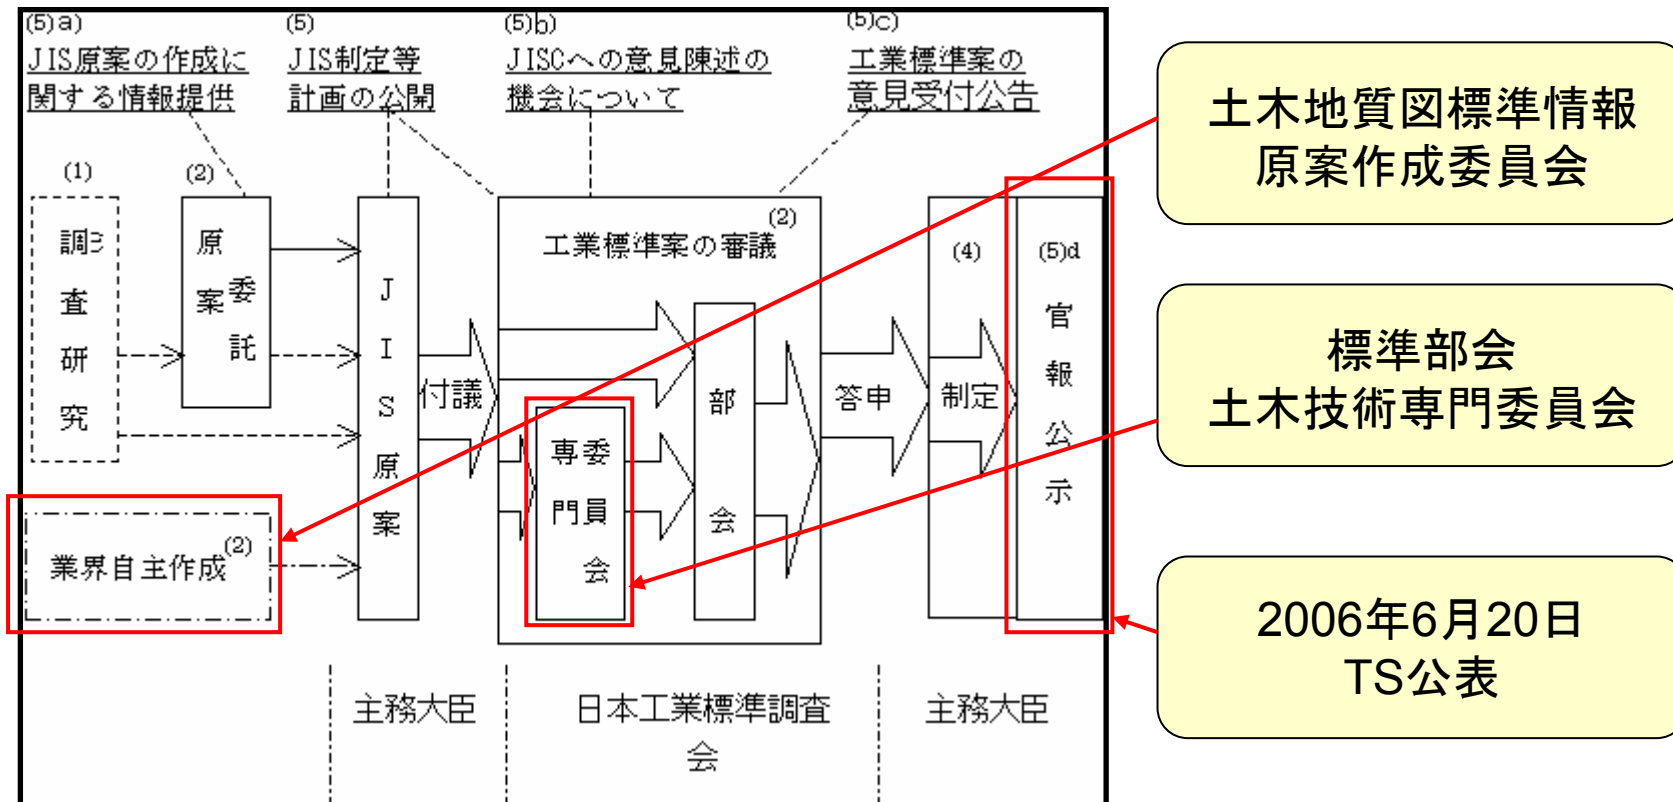 (5)a)
JIS原案の作成に
関する情報提供
(5)
JIS制定等
計画の公開
(5)b)
JISCへの意見陳述の
機会について
(5)c)
工業標準案の
意見受付公告
(1)
調
査
研
究
(2)
原案
委託
業界自主作成(2)
JIS原案
付議
工業標準案の審議(2)
専門
委員会
部会
答申
(4)
制定
(5)d
官報公示
主務大臣
日本工業標準調査
会
主務大臣
土木地質図標準情報
原案作成委員会
標準部会
土木技術専門委員会
2006年6月20日
TS公表